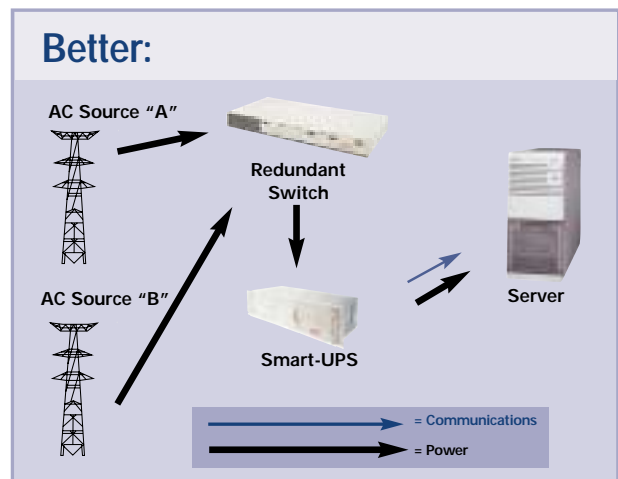 Better:
AC Source “A”
Redundant
Switch
AC Source “B”
Server
Smart-UPS
= Communications
= Power